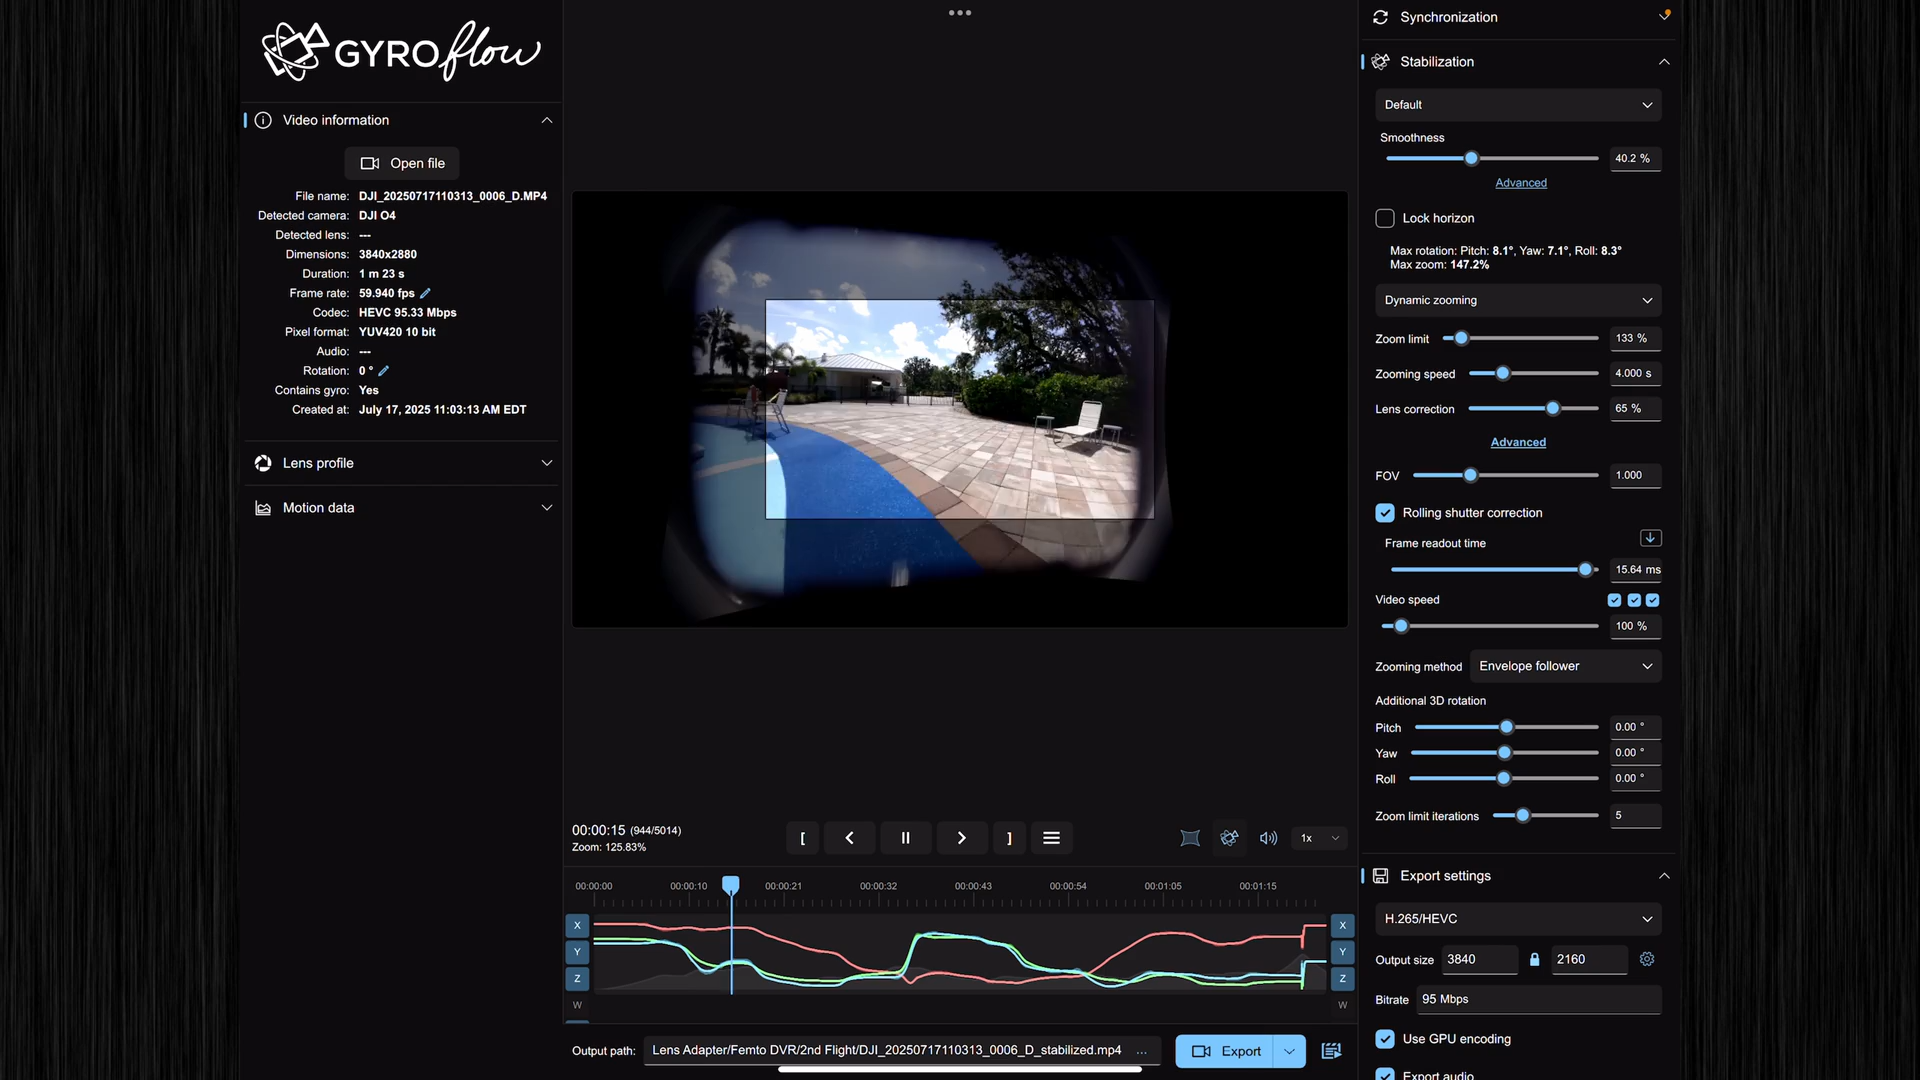 GYROflow
Video information
Open file
File name: DJI_20250717110313_0006_D.MP4
Detected camera: DJI O4
Detected lens: ---
Dimensions: 3840x2880
Duration: 1 m 23 s
Frame rate: 59.940 fps
Codec: HEVC 95.33 Mbps
Pixel format: YUV420 10 bit
Audio: ---
Rotation: 0 °
Contains gyro: Yes
Created at: July 17, 2025 11:03:13 AM EDT
Lens profile
Motion data
00:00:15 (944/5014)
Zoom: 125.83%
[
]
1x
00:00:00 00:00:10 00:00:21 00:00:32 00:00:43 00:00:54 00:01:05 00:01:15
X X
Y Y
Z Z
W W
Output path: Lens Adapter/Femto DVR/2nd Flight/DJI_20250717110313_0006_D_stabilized.mp4 ...
Export
Synchronization
Stabilization
Default
Smoothness
40.2 %
Advanced
Lock horizon
Max rotation: Pitch: 8.1°, Yaw: 7.1°, Roll: 8.3°
Max zoom: 147.2%
Dynamic zooming
Zoom limit 133 %
Zooming speed 4.000 s
Lens correction 65 %
Advanced
FOV 1.000
Rolling shutter correction
Frame readout time
15.64 ms
Video speed
100 %
Zooming method Envelope follower
Additional 3D rotation
Pitch 0.00 °
Yaw 0.00 °
Roll 0.00 °
Zoom limit iterations 5
Export settings
H.265/HEVC
Output size 3840 2160
Bitrate 95 Mbps
Use GPU encoding
Export audio